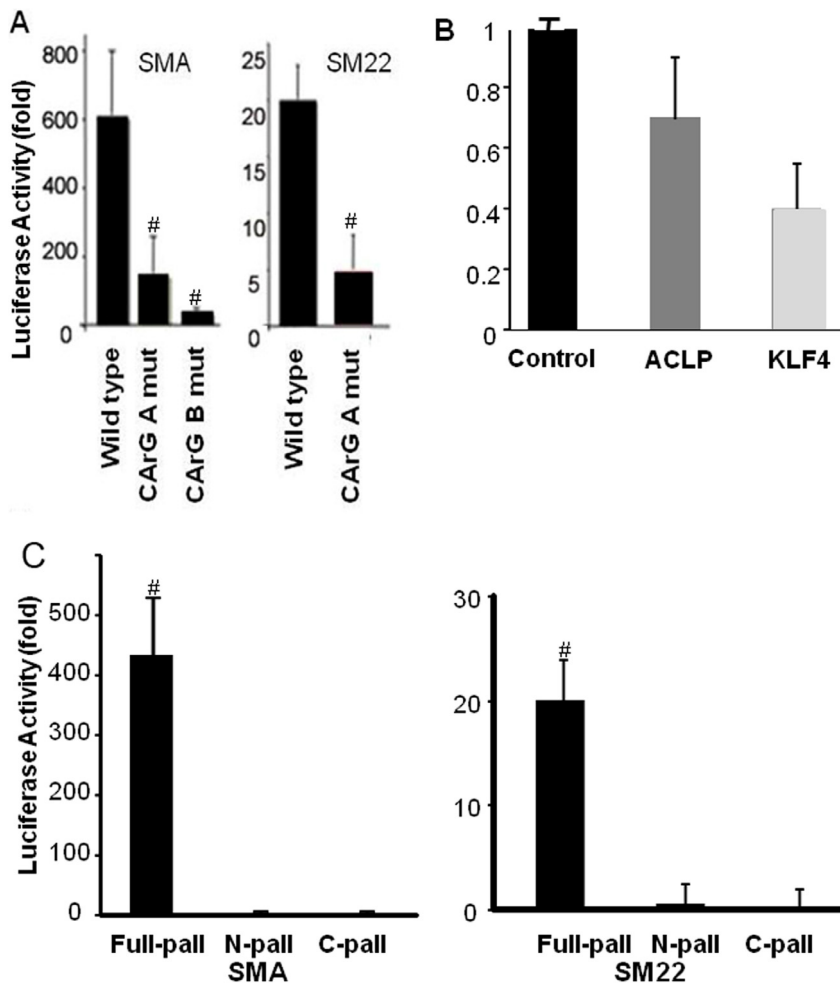 A
Luciferase Activity (fold)
800
600
400
200
0
SMA
#
#
Wild type
CArG A mut
CArG B mut
25
20
15
10
5
0
SM22
#
Wild type
CArG A mut
B
1
0.8
0.6
0.4
0.2
0
Control ACLP KLF4
C
Luciferase Activity (fold)
500
400
300
200
100
0
#
Full-pall N-pall C-pall
SMA
30
20
10
0
#
Full-pall N-pall C-pall
SM22